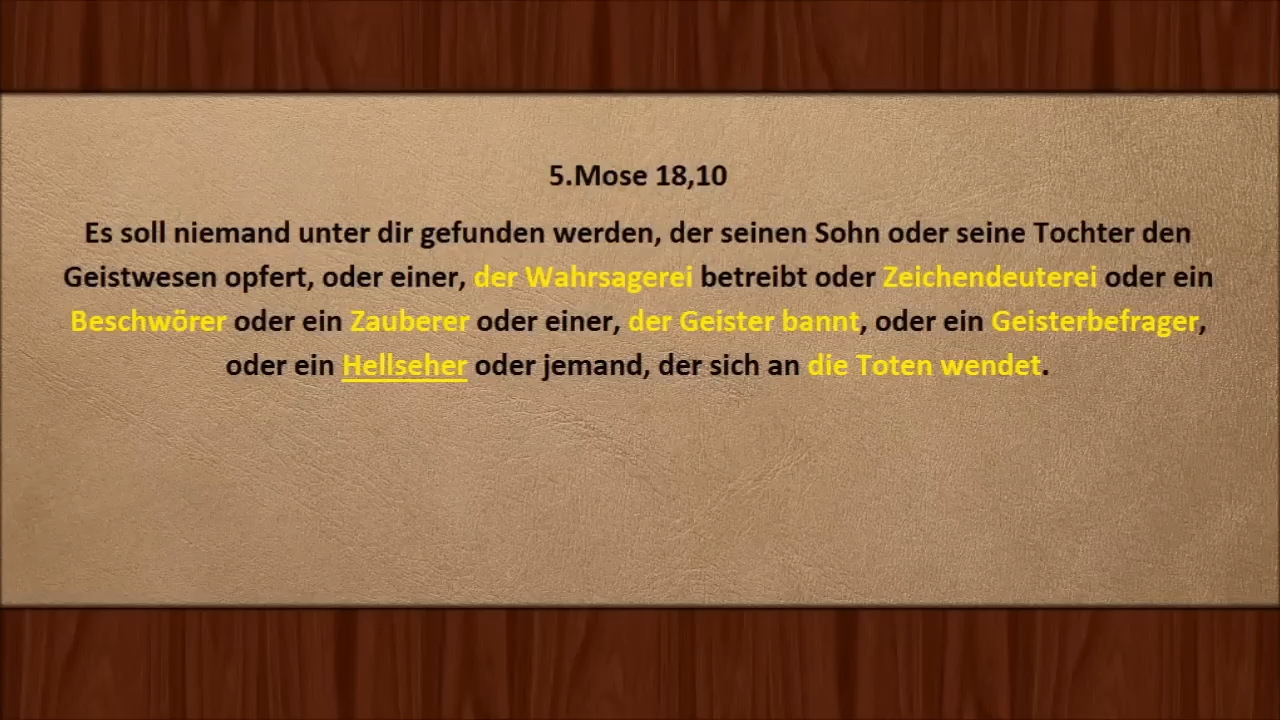 5.Mose 18,10
Es soll niemand unter dir gefunden werden, der seinen Sohn oder seine Tochter den
Geistwesen opfert, oder einer, der Wahrsagerei betreibt oder Zeichendeuterei oder ein
Beschwörer oder ein Zauberer oder einer, der Geister bannt, oder ein Geisterbefrager,
oder ein Hellseher oder jemand, der sich an die Toten wendet.